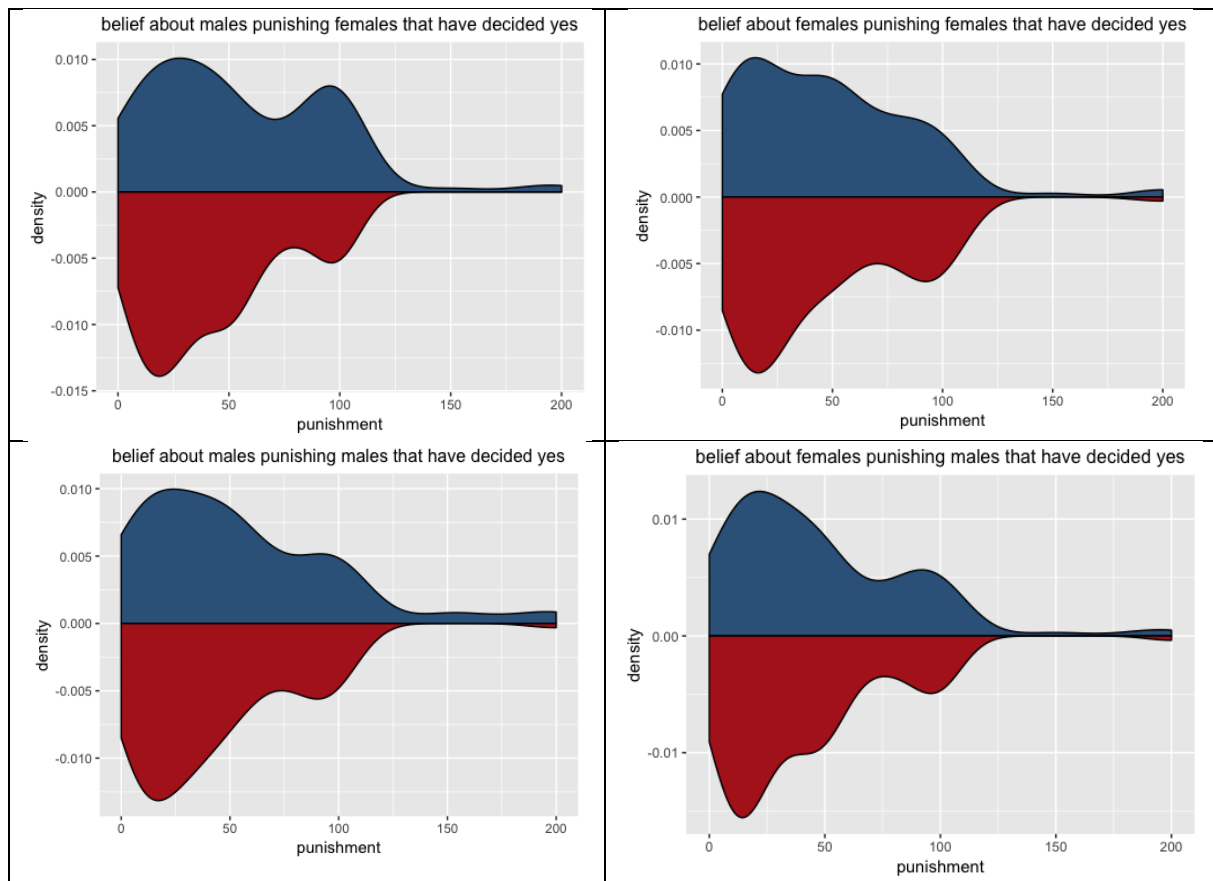 belief about males punishing females that have decided yes
0.010
0.005
0.000
-0.005
-0.010
-0.015
density
0 50 100 150 200
punishment
belief about females punishing females that have decided yes
0.010
0.005
0.000
-0.005
-0.010
density
0 50 100 150 200
punishment
belief about males punishing males that have decided yes
0.010
0.005
0.000
-0.005
-0.010
density
0 50 100 150 200
punishment
belief about females punishing males that have decided yes
0.01
0.00
-0.01
density
0 50 100 150 200
punishment